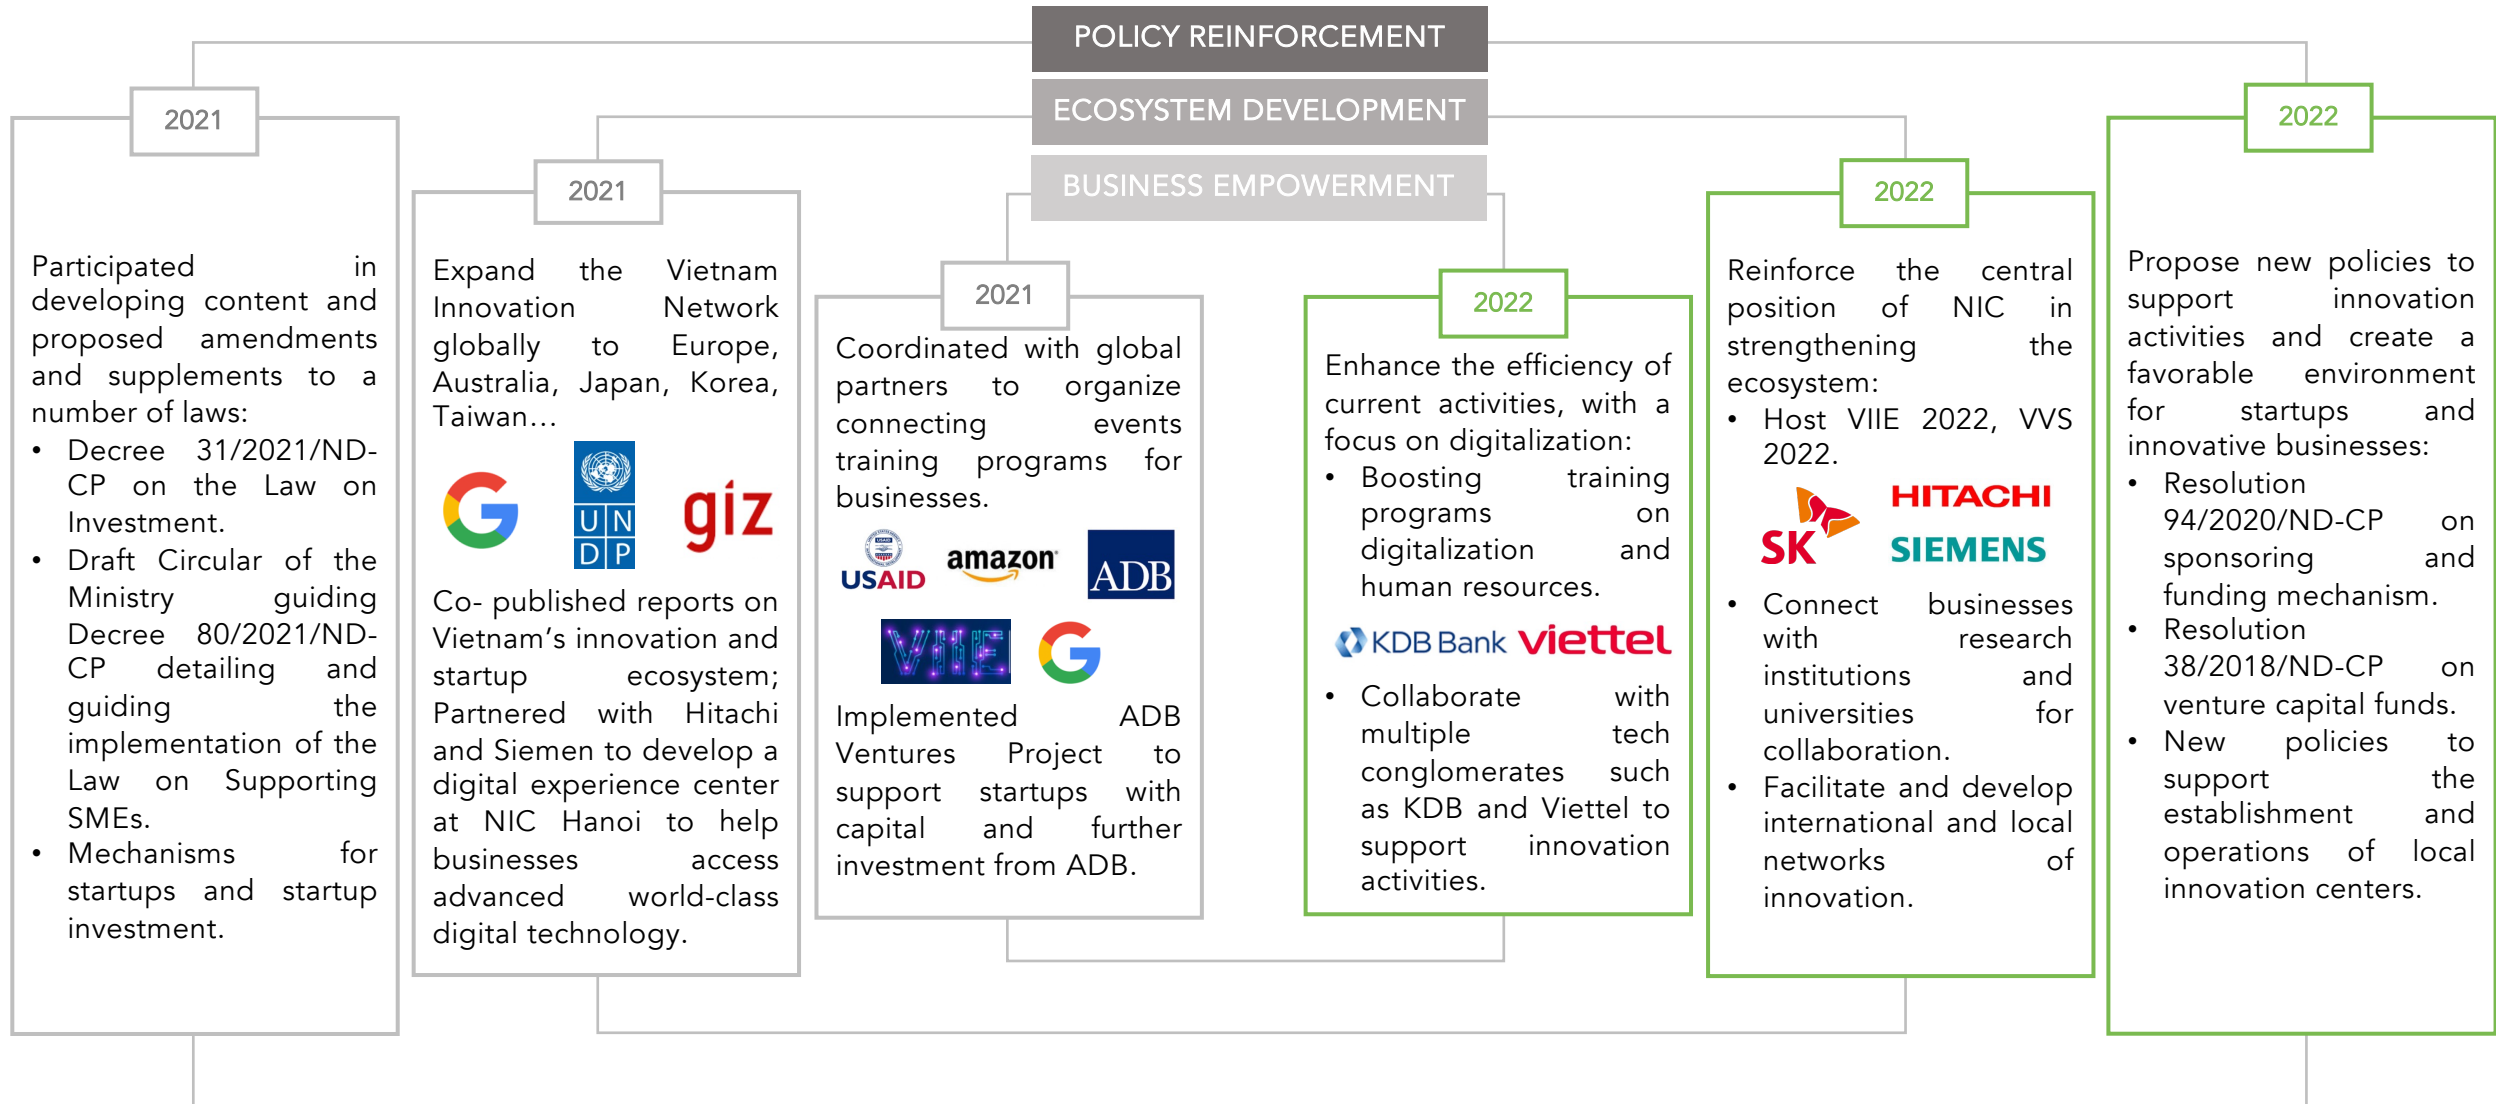 POLICY REINFORCEMENT
ECOSYSTEM DEVELOPMENT
BUSINESS EMPOWERMENT
2021
Participated in
developing content and
proposed amendments
and supplements to a
number of laws:
• Decree 31/2021/ND-
CP on the Law on
Investment.
• Draft Circular of the
Ministry guiding
Decree 80/2021/ND-
CP detailing and
guiding the
implementation of the
Law on Supporting
SMEs.
• Mechanisms for
startups and startup
investment.
2021
Expand the Vietnam
Innovation Network
globally to Europe,
Australia, Japan, Korea,
Taiwan…
G
U N
D P
giz
Co- published reports on
Vietnam’s innovation and
startup ecosystem;
Partnered with Hitachi
and Siemen to develop a
digital experience center
at NIC Hanoi to help
businesses access
advanced world-class
digital technology.
2021
Coordinated with global
partners to organize
connecting events
training programs for
businesses.
USAID
amazon
ADB
VIIE
G
Implemented ADB
Ventures Project to
support startups with
capital and further
investment from ADB.
2022
Enhance the efficiency of
current activities, with a
focus on digitalization:
• Boosting training
programs on
digitalization and
human resources.
KDB Bank viettel
• Collaborate with
multiple tech
conglomerates such
as KDB and Viettel to
support innovation
activities.
2022
Reinforce the central
position of NIC in
strengthening the
ecosystem:
• Host VIIE 2022, VVS
2022.
SK
HITACHI
SIEMENS
• Connect businesses
with research
institutions and
universities for
collaboration.
• Facilitate and develop
international and local
networks of
innovation.
2022
Propose new policies to
support innovation
activities and create a
favorable environment
for startups and
innovative businesses:
• Resolution
94/2020/ND-CP on
sponsoring and
funding mechanism.
• Resolution
38/2018/ND-CP on
venture capital funds.
• New policies to
support the
establishment and
operations of local
innovation centers.